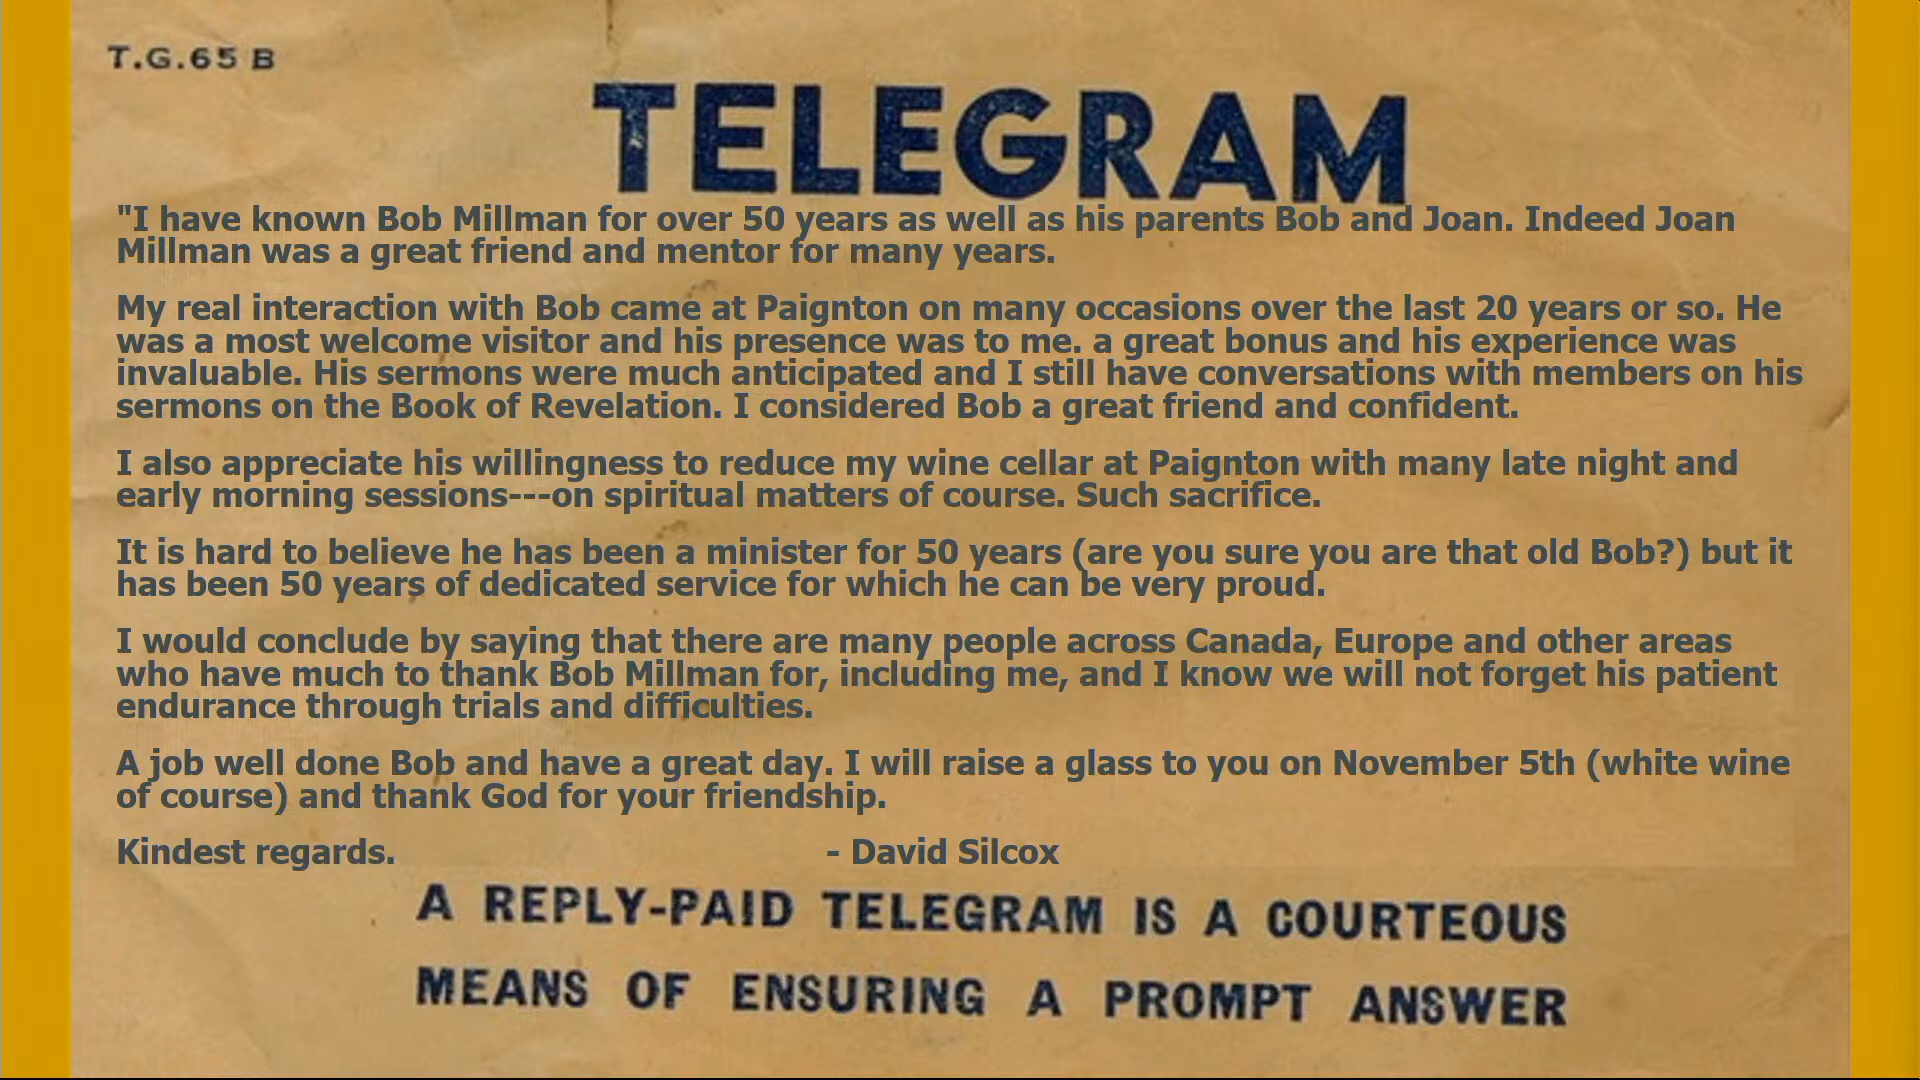 T.G.65 B
TELEGRAM
"I have known Bob Millman for over 50 years as well as his parents Bob and Joan. Indeed Joan
Millman was a great friend and mentor for many years.
My real interaction with Bob came at Paignton on many occasions over the last 20 years or so. He
was a most welcome visitor and his presence was to me. a great bonus and his experience was
invaluable. His sermons were much anticipated and I still have conversations with members on his
sermons on the Book of Revelation. I considered Bob a great friend and confident.
I also appreciate his willingness to reduce my wine cellar at Paignton with many late night and
early morning sessions---on spiritual matters of course. Such sacrifice.
It is hard to believe he has been a minister for 50 years (are you sure you are that old Bob?) but it
has been 50 years of dedicated service for which he can be very proud.
I would conclude by saying that there are many people across Canada, Europe and other areas
who have much to thank Bob Millman for, including me, and I know we will not forget his patient
endurance through trials and difficulties.
A job well done Bob and have a great day. I will raise a glass to you on November 5th (white wine
of course) and thank God for your friendship.
Kindest regards. - David Silcox
A REPLY-PAID TELEGRAM IS A COURTEOUS
MEANS OF ENSURING A PROMPT ANSWER